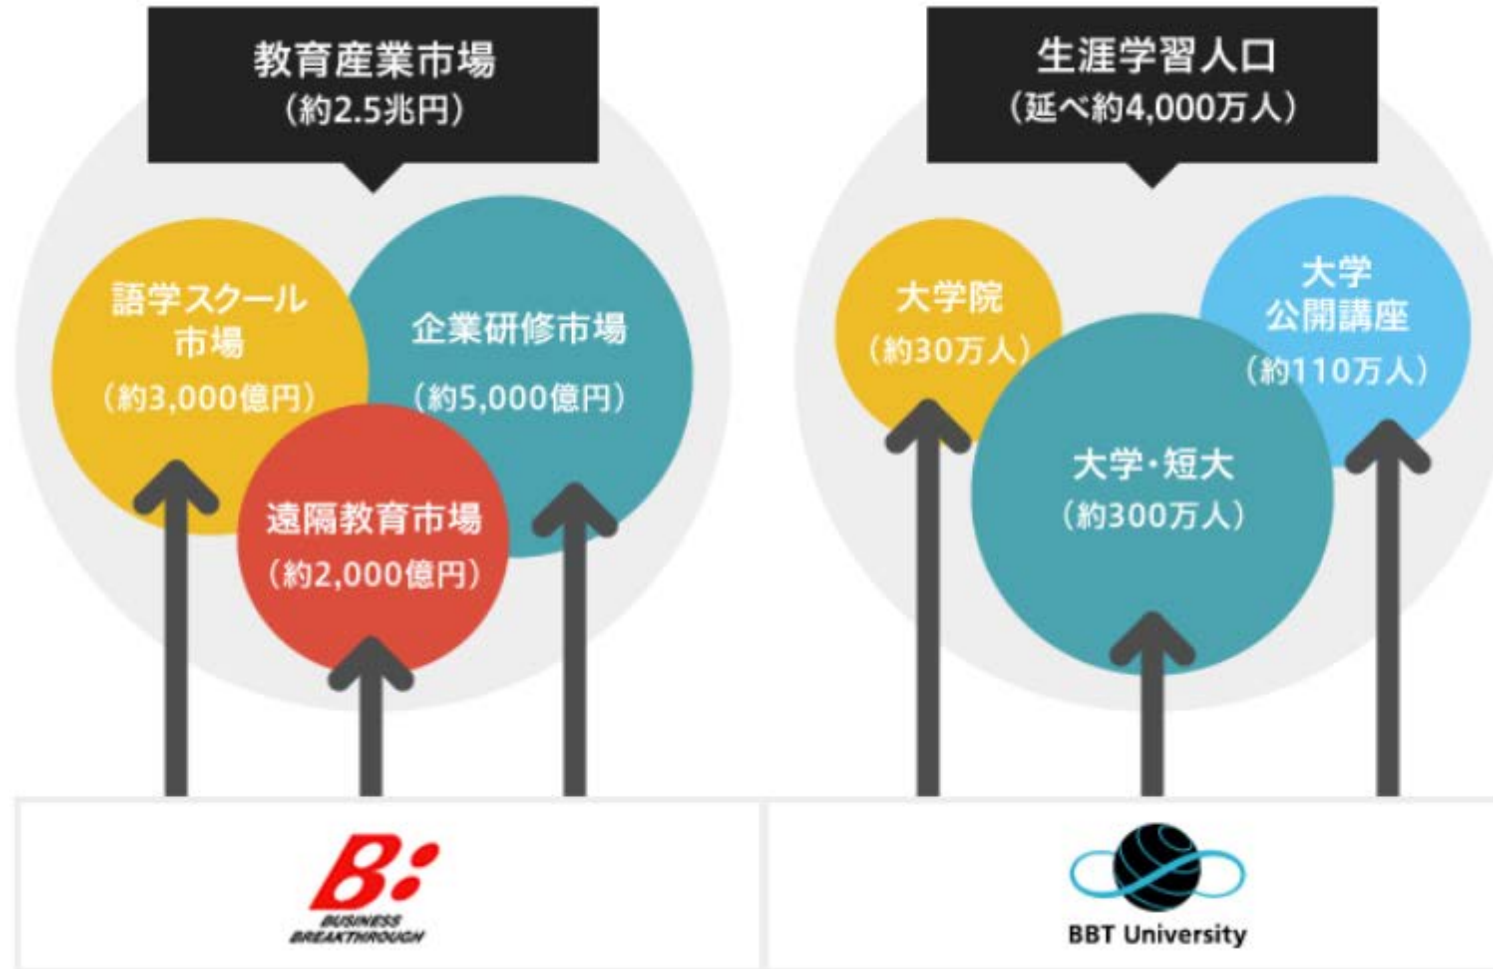 教育産業市場
（約2.5兆円）
語学スクール
市場
（約3,000億円）
企業研修市場
（約5,000億円）
遠隔教育市場
（約2,000億円）
生涯学習人口
（延べ約4,000万人）
大学院
（約30万人）
大学
公開講座
（約110万人）
大学・短大
（約300万人）
B:
BUSINESS
BREAKTHROUGH
BBT University